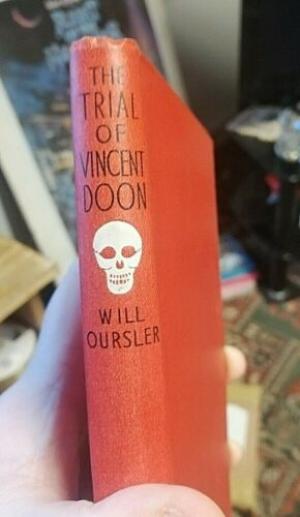 THE
TRIAL
OF
VINCENT
DOON
WILL
OURSLER